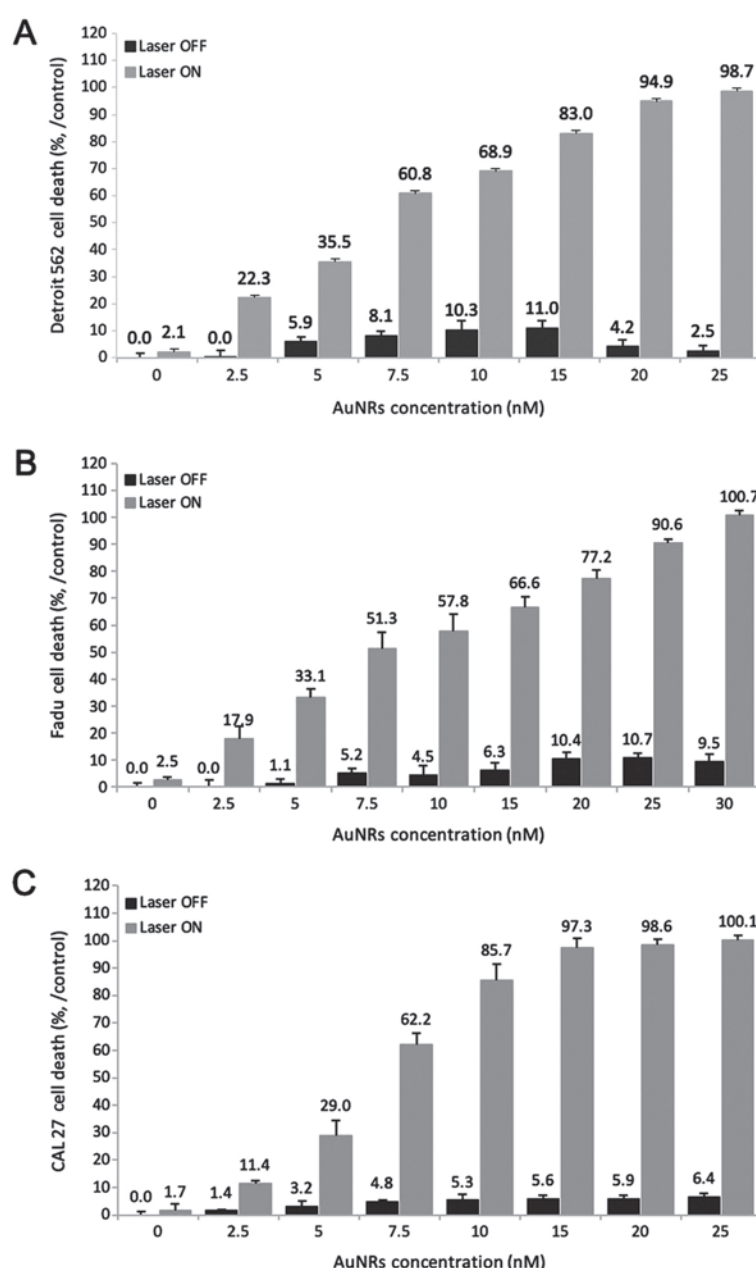 A
Laser OFF
Laser ON
Detroit 562 cell death (%, /control)
120
110
100
90
80
70
60
50
40
30
20
10
0
0.0 2.1 0.0 22.3 5.9 35.5 8.1 60.8 10.3 68.9 11.0 83.0 4.2 94.9 2.5 98.7
0 2.5 5 7.5 10 15 20 25
AuNRs concentration (nM)
B
Laser OFF
Laser ON
Fadu cell death (%, /control)
120
110
100
90
80
70
60
50
40
30
20
10
0
0.0 2.5 0.0 17.9 1.1 33.1 5.2 51.3 4.5 57.8 6.3 66.6 10.4 77.2 10.7 90.6 9.5 100.7
0 2.5 5 7.5 10 15 20 25 30
AuNRs concentration (nM)
C
Laser OFF
Laser ON
CAL 27 cell death (%, /control)
120
110
100
90
80
70
60
50
40
30
20
10
0
0.0 1.7 1.4 11.4 3.2 29.0 4.8 62.2 5.3 85.7 5.6 97.3 5.9 98.6 6.4 100.1
0 2.5 5 7.5 10 15 20 25
AuNRs concentration (nM)